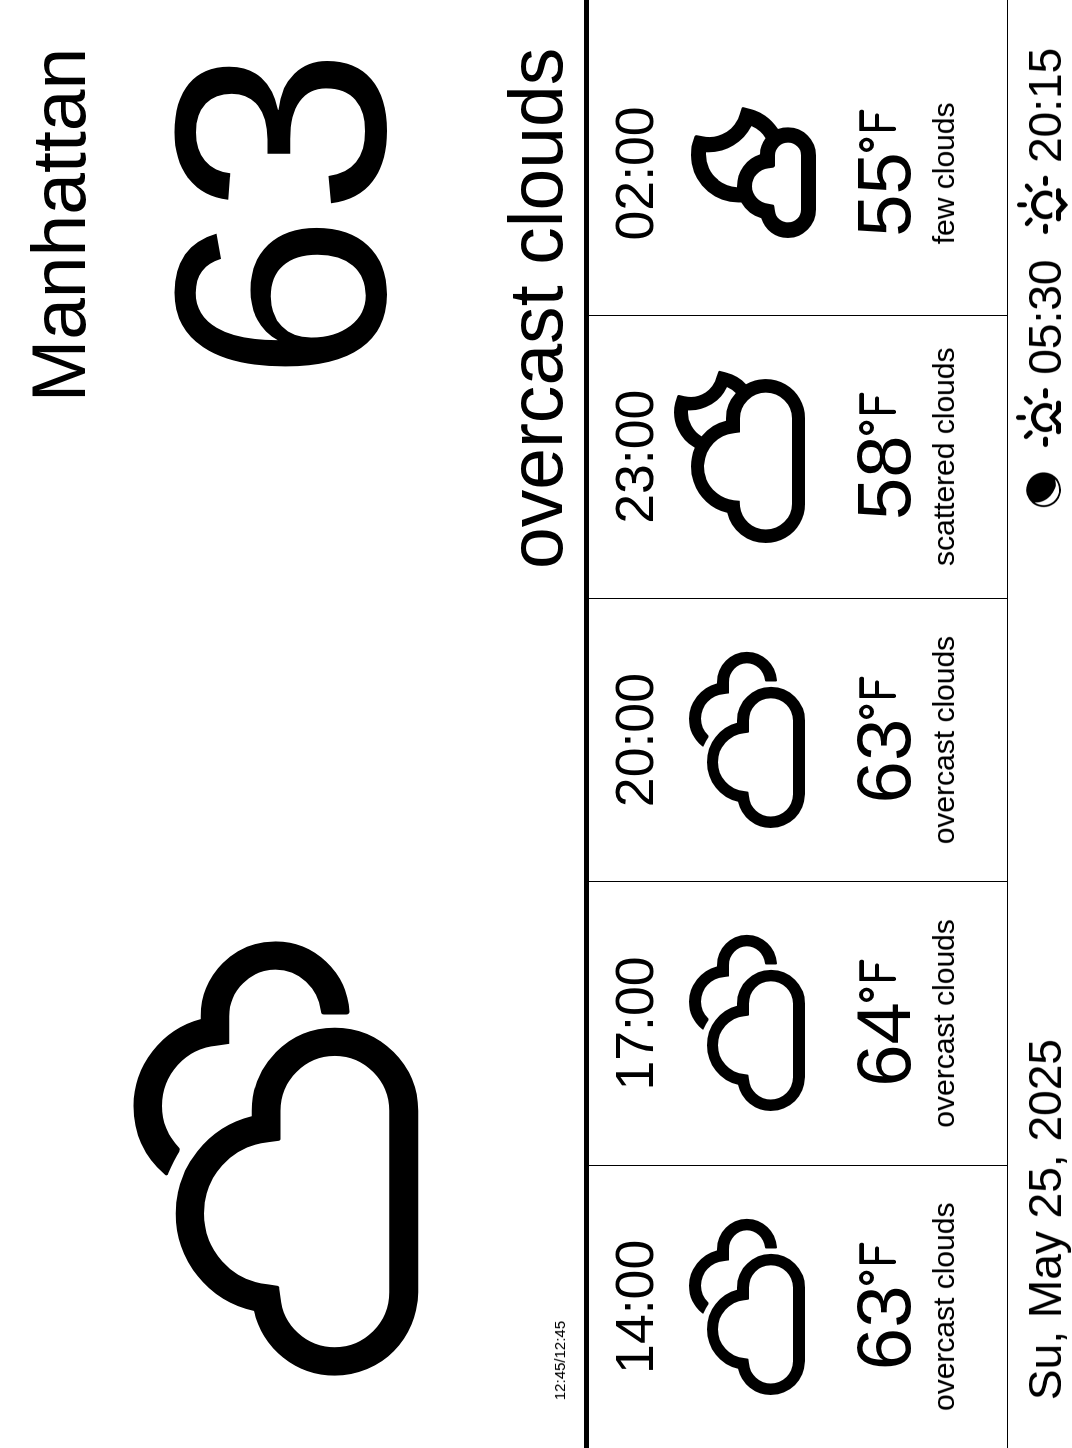 Manhattan
63
overcast clouds
12:45/12:45
14:00 17:00 20:00 23:00 02:00
63°F 64°F 63°F 58°F 55°F
overcast clouds overcast clouds overcast clouds scattered clouds few clouds
Su, May 25, 2025 05:30 20:15